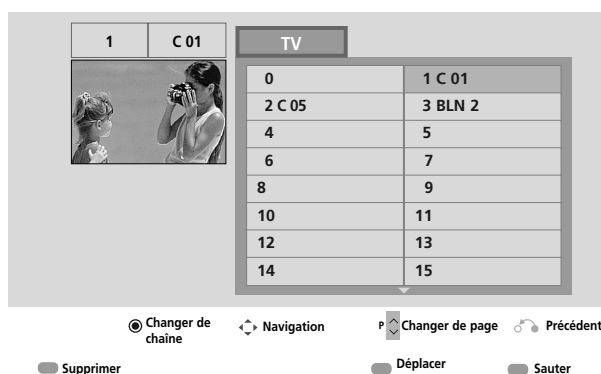 1 C 01
TV
0 1 C 01
2 C 05 3 BLN 2
4 5
6 7
8 9
10 11
12 13
14 15
Changer de chaîne
Navigation
P Changer de page
Précédent
Supprimer
Déplacer
Sauter